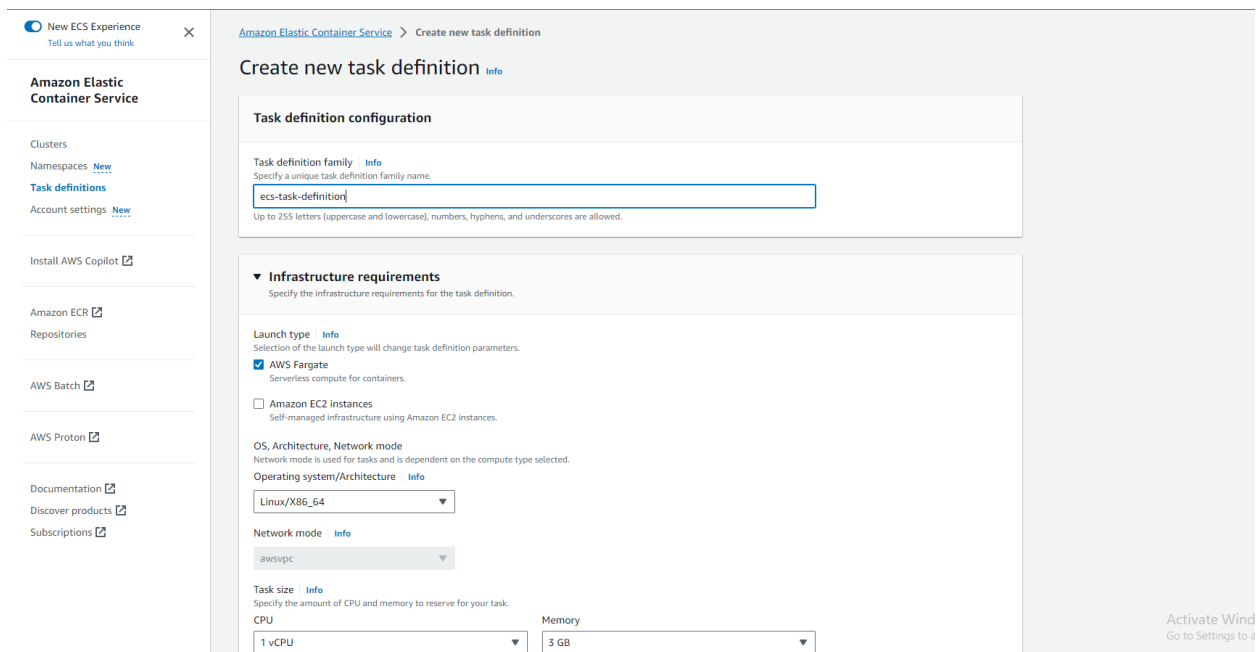 New ECS Experience
Tell us what you think
Amazon Elastic
Container Service
Clusters
Namespaces New
Task definitions
Account settings New
Install AWS Copilot
Amazon ECR
Repositories
AWS Batch
AWS Proton
Documentation
Discover products
Subscriptions
Amazon Elastic Container Service > Create new task definition
Create new task definition Info
Task definition configuration
Task definition family Info
Specify a unique task definition family name.
ecs-task-definition
Up to 255 letters (uppercase and lowercase), numbers, hyphens, and underscores are allowed.
Infrastructure requirements
Specify the infrastructure requirements for the task definition.
Launch type Info
Selection of the launch type will change task definition parameters.
AWS Fargate
Serverless compute for containers.
Amazon EC2 instances
Self-managed infrastructure using Amazon EC2 instances.
OS, Architecture, Network mode
Network mode is used for tasks and is dependent on the compute type selected.
Operating system/Architecture Info
Linux/X86_64
Network mode Info
awsvpc
Task size Info
Specify the amount of CPU and memory to reserve for your task.
CPU Memory
1 vCPU 3 GB
Activate Wind
Go to Settings to a